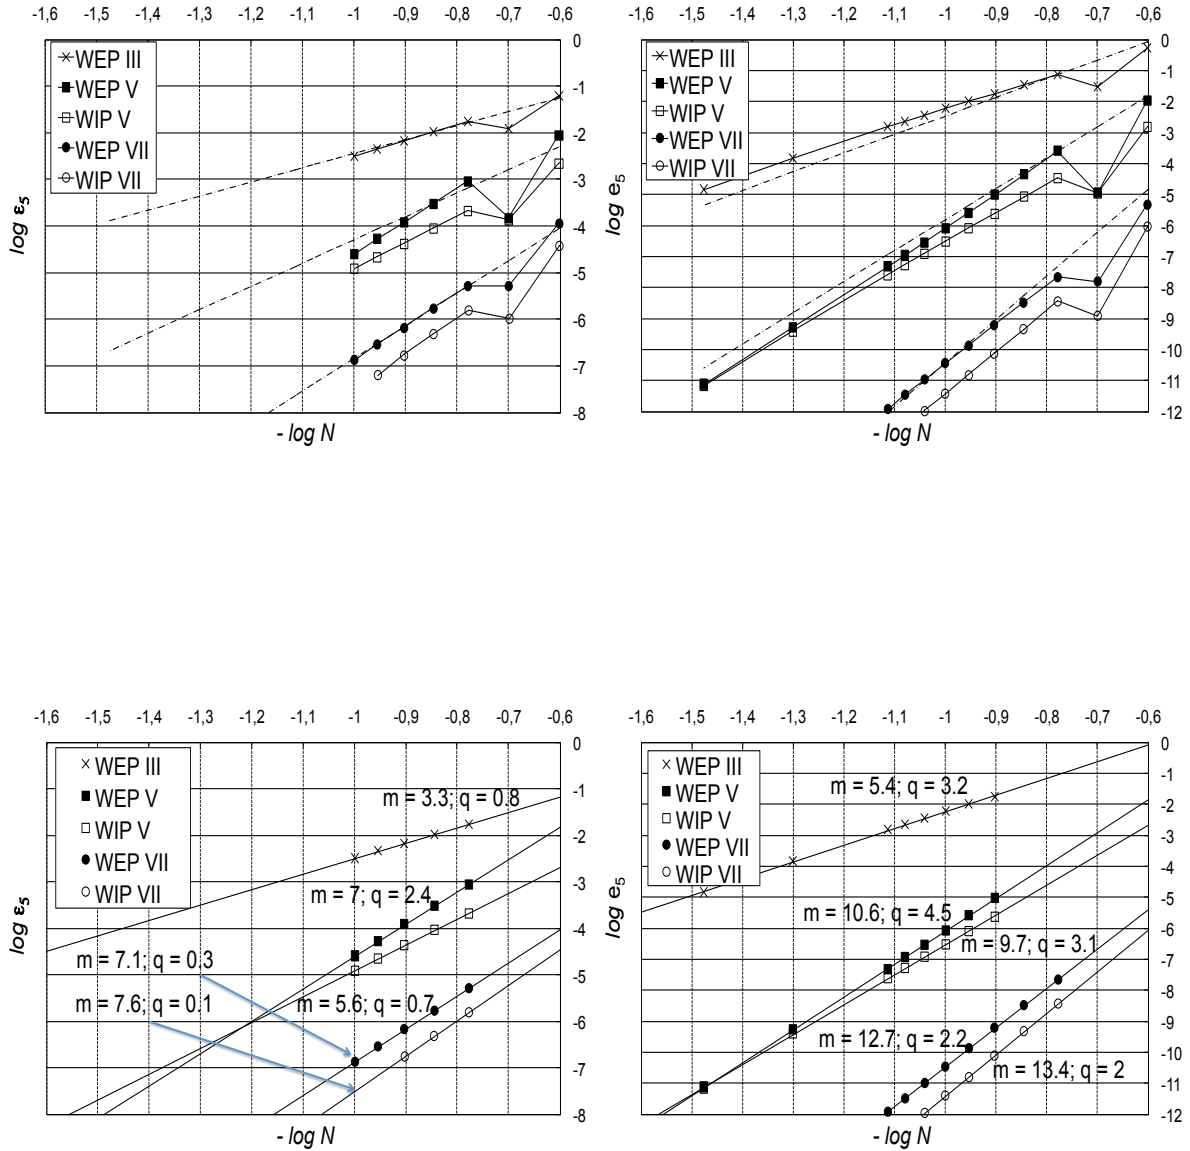 -1,6 -1,5 -1,4 -1,3 -1,2 -1,1 -1 -0,9 -0,8 -0,7 -0,6
0
-1
-2
-3
-4
-5
-6
-7
-8
WEP III
WEP V
WIP V
WEP VII
WIP VII
log ε5
- log N
-1,6 -1,5 -1,4 -1,3 -1,2 -1,1 -1 -0,9 -0,8 -0,7 -0,6
0
-1
-2
-3
-4
-5
-6
-7
-8
-9
-10
-11
-12
WEP III
WEP V
WIP V
WEP VII
WIP VII
log e5
- log N
-1,6 -1,5 -1,4 -1,3 -1,2 -1,1 -1 -0,9 -0,8 -0,7 -0,6
0
-1
-2
-3
-4
-5
-6
-7
-8
WEP III
WEP V
WIP V
WEP VII
WIP VII
m = 3.3; q = 0.8
m = 7; q = 2.4
m = 7.1; q = 0.3
m = 7.6; q = 0.1
m = 5.6; q = 0.7
log ε5
- log N
-1,6 -1,5 -1,4 -1,3 -1,2 -1,1 -1 -0,9 -0,8 -0,7 -0,6
0
-1
-2
-3
-4
-5
-6
-7
-8
-9
-10
-11
-12
WEP III
WEP V
WIP V
WEP VII
WIP VII
m = 5.4; q = 3.2
m = 10.6; q = 4.5
m = 9.7; q = 3.1
m = 12.7; q = 2.2
m = 13.4; q = 2
log e5
- log N